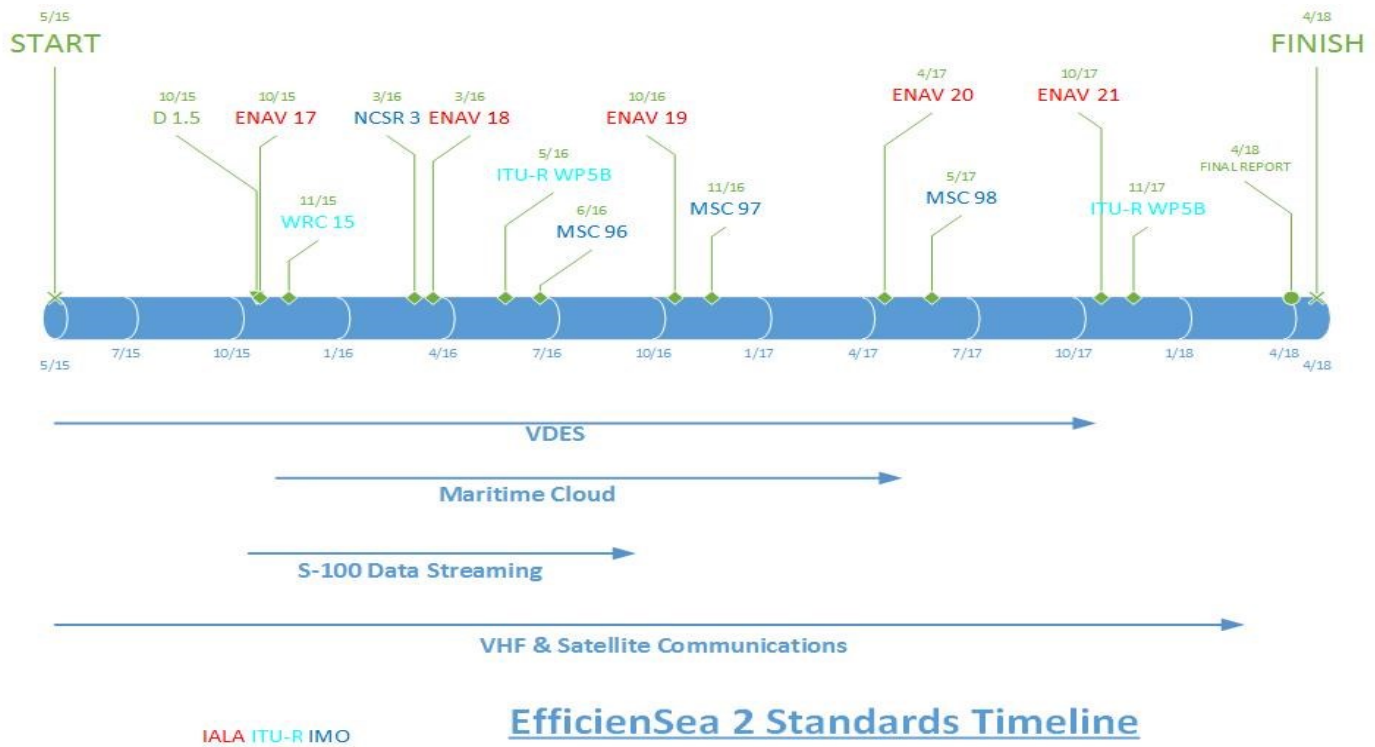 5/15
START
4/18
FINISH
10/15
D 1.5
10/15
ENAV 17
11/15
WRC 15
3/16
NCSR 3
3/16
ENAV 18
5/16
ITU-R WP5B
6/16
MSC 96
10/16
ENAV 19
11/16
MSC 97
4/17
ENAV 20
5/17
MSC 98
10/17
ENAV 21
11/17
ITU-R WP5B
4/18
FINAL REPORT
5/15
7/15
10/15
1/16
4/16
7/16
10/16
1/17
4/17
7/17
10/17
1/18
4/18
4/18
VDES
Maritime Cloud
S-100 Data Streaming
VHF & Satellite Communications
EfficienSea 2 Standards Timeline
IALA ITU-R IMO